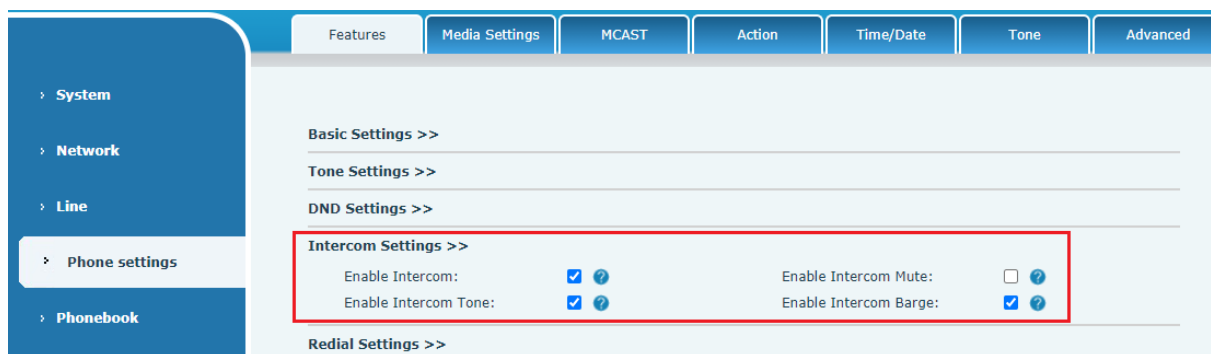 Features Media Settings MCAST Action Time/Date Tone Advanced
System
Network
Line
Phone settings
Phonebook
Basic Settings >>
Tone Settings >>
DND Settings >>
Intercom Settings >>
Enable Intercom: ? Enable Intercom Mute: ?
Enable Intercom Tone: ? Enable Intercom Barge: ?
Redial Settings >>